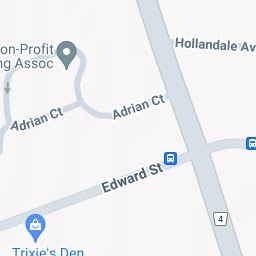 on-Profit
ng Assoc
Hollandale Av
Adrian Ct
Adrian Ct
Edward St
4
Trixie's Den